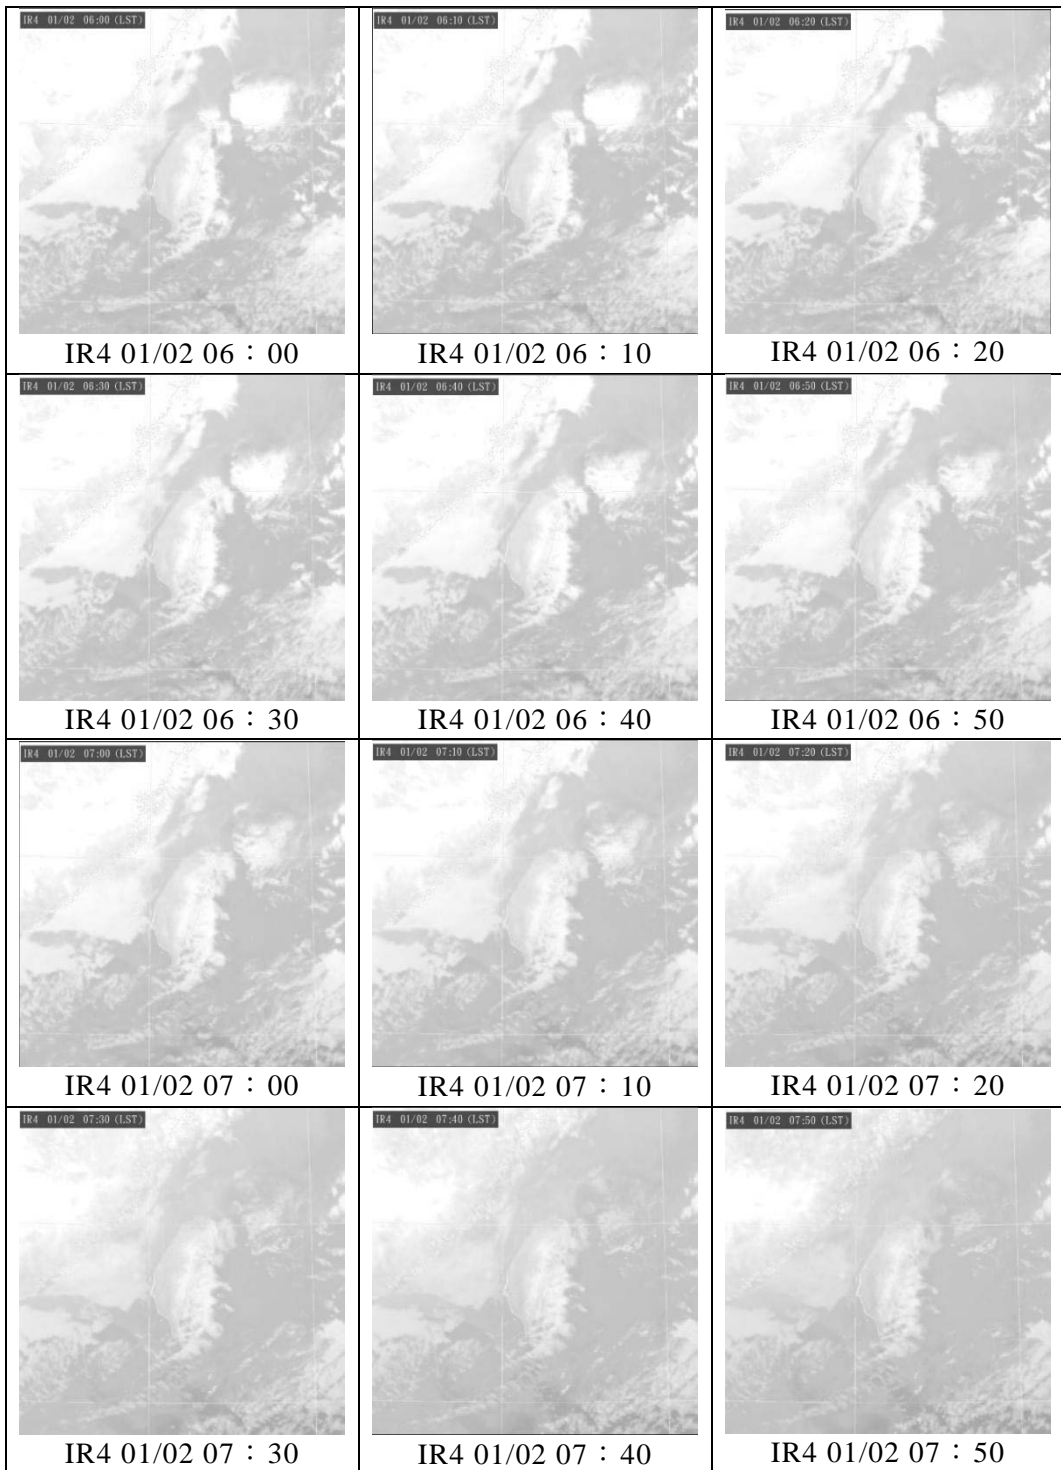 IR4 01/02 06:00 (LST)
IR4 01/02 06:10 (LST)
IR4 01/02 06:20 (LST)
IR4 01/02 06：00
IR4 01/02 06：10
IR4 01/02 06：20
IR4 01/02 06:30 (LST)
IR4 01/02 06:40 (LST)
IR4 01/02 06:50 (LST)
IR4 01/02 06：30
IR4 01/02 06：40
IR4 01/02 06：50
IR4 01/02 07:00 (LST)
IR4 01/02 07:10 (LST)
IR4 01/02 07:20 (LST)
IR4 01/02 07：00
IR4 01/02 07：10
IR4 01/02 07：20
IR4 01/02 07:30 (LST)
IR4 01/02 07:40 (LST)
IR4 01/02 07:50 (LST)
IR4 01/02 07：30
IR4 01/02 07：40
IR4 01/02 07：50